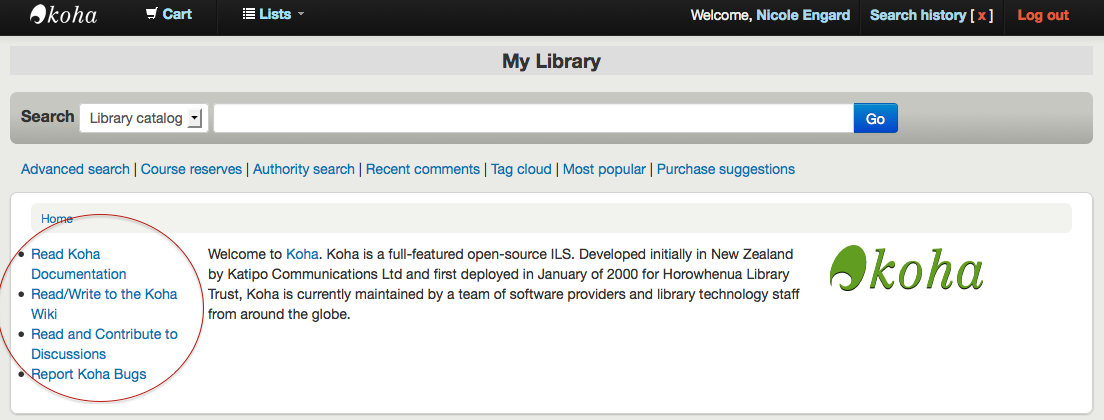 koha Cart Lists Welcome, Nicole Engard Search history [ x ] Log out
My Library
Search Library catalog Go
Advanced search | Course reserves | Authority search | Recent comments | Tag cloud | Most popular | Purchase suggestions
Home
Read Koha
Documentation
Read/Write to the Koha
Wiki
Read and Contribute to
Discussions
Report Koha Bugs
Welcome to Koha. Koha is a full-featured open-source ILS. Developed initially in New Zealand
by Katipo Communications Ltd and first deployed in January of 2000 for Horowhenua Library
Trust, Koha is currently maintained by a team of software providers and library technology staff
from around the globe.
koha